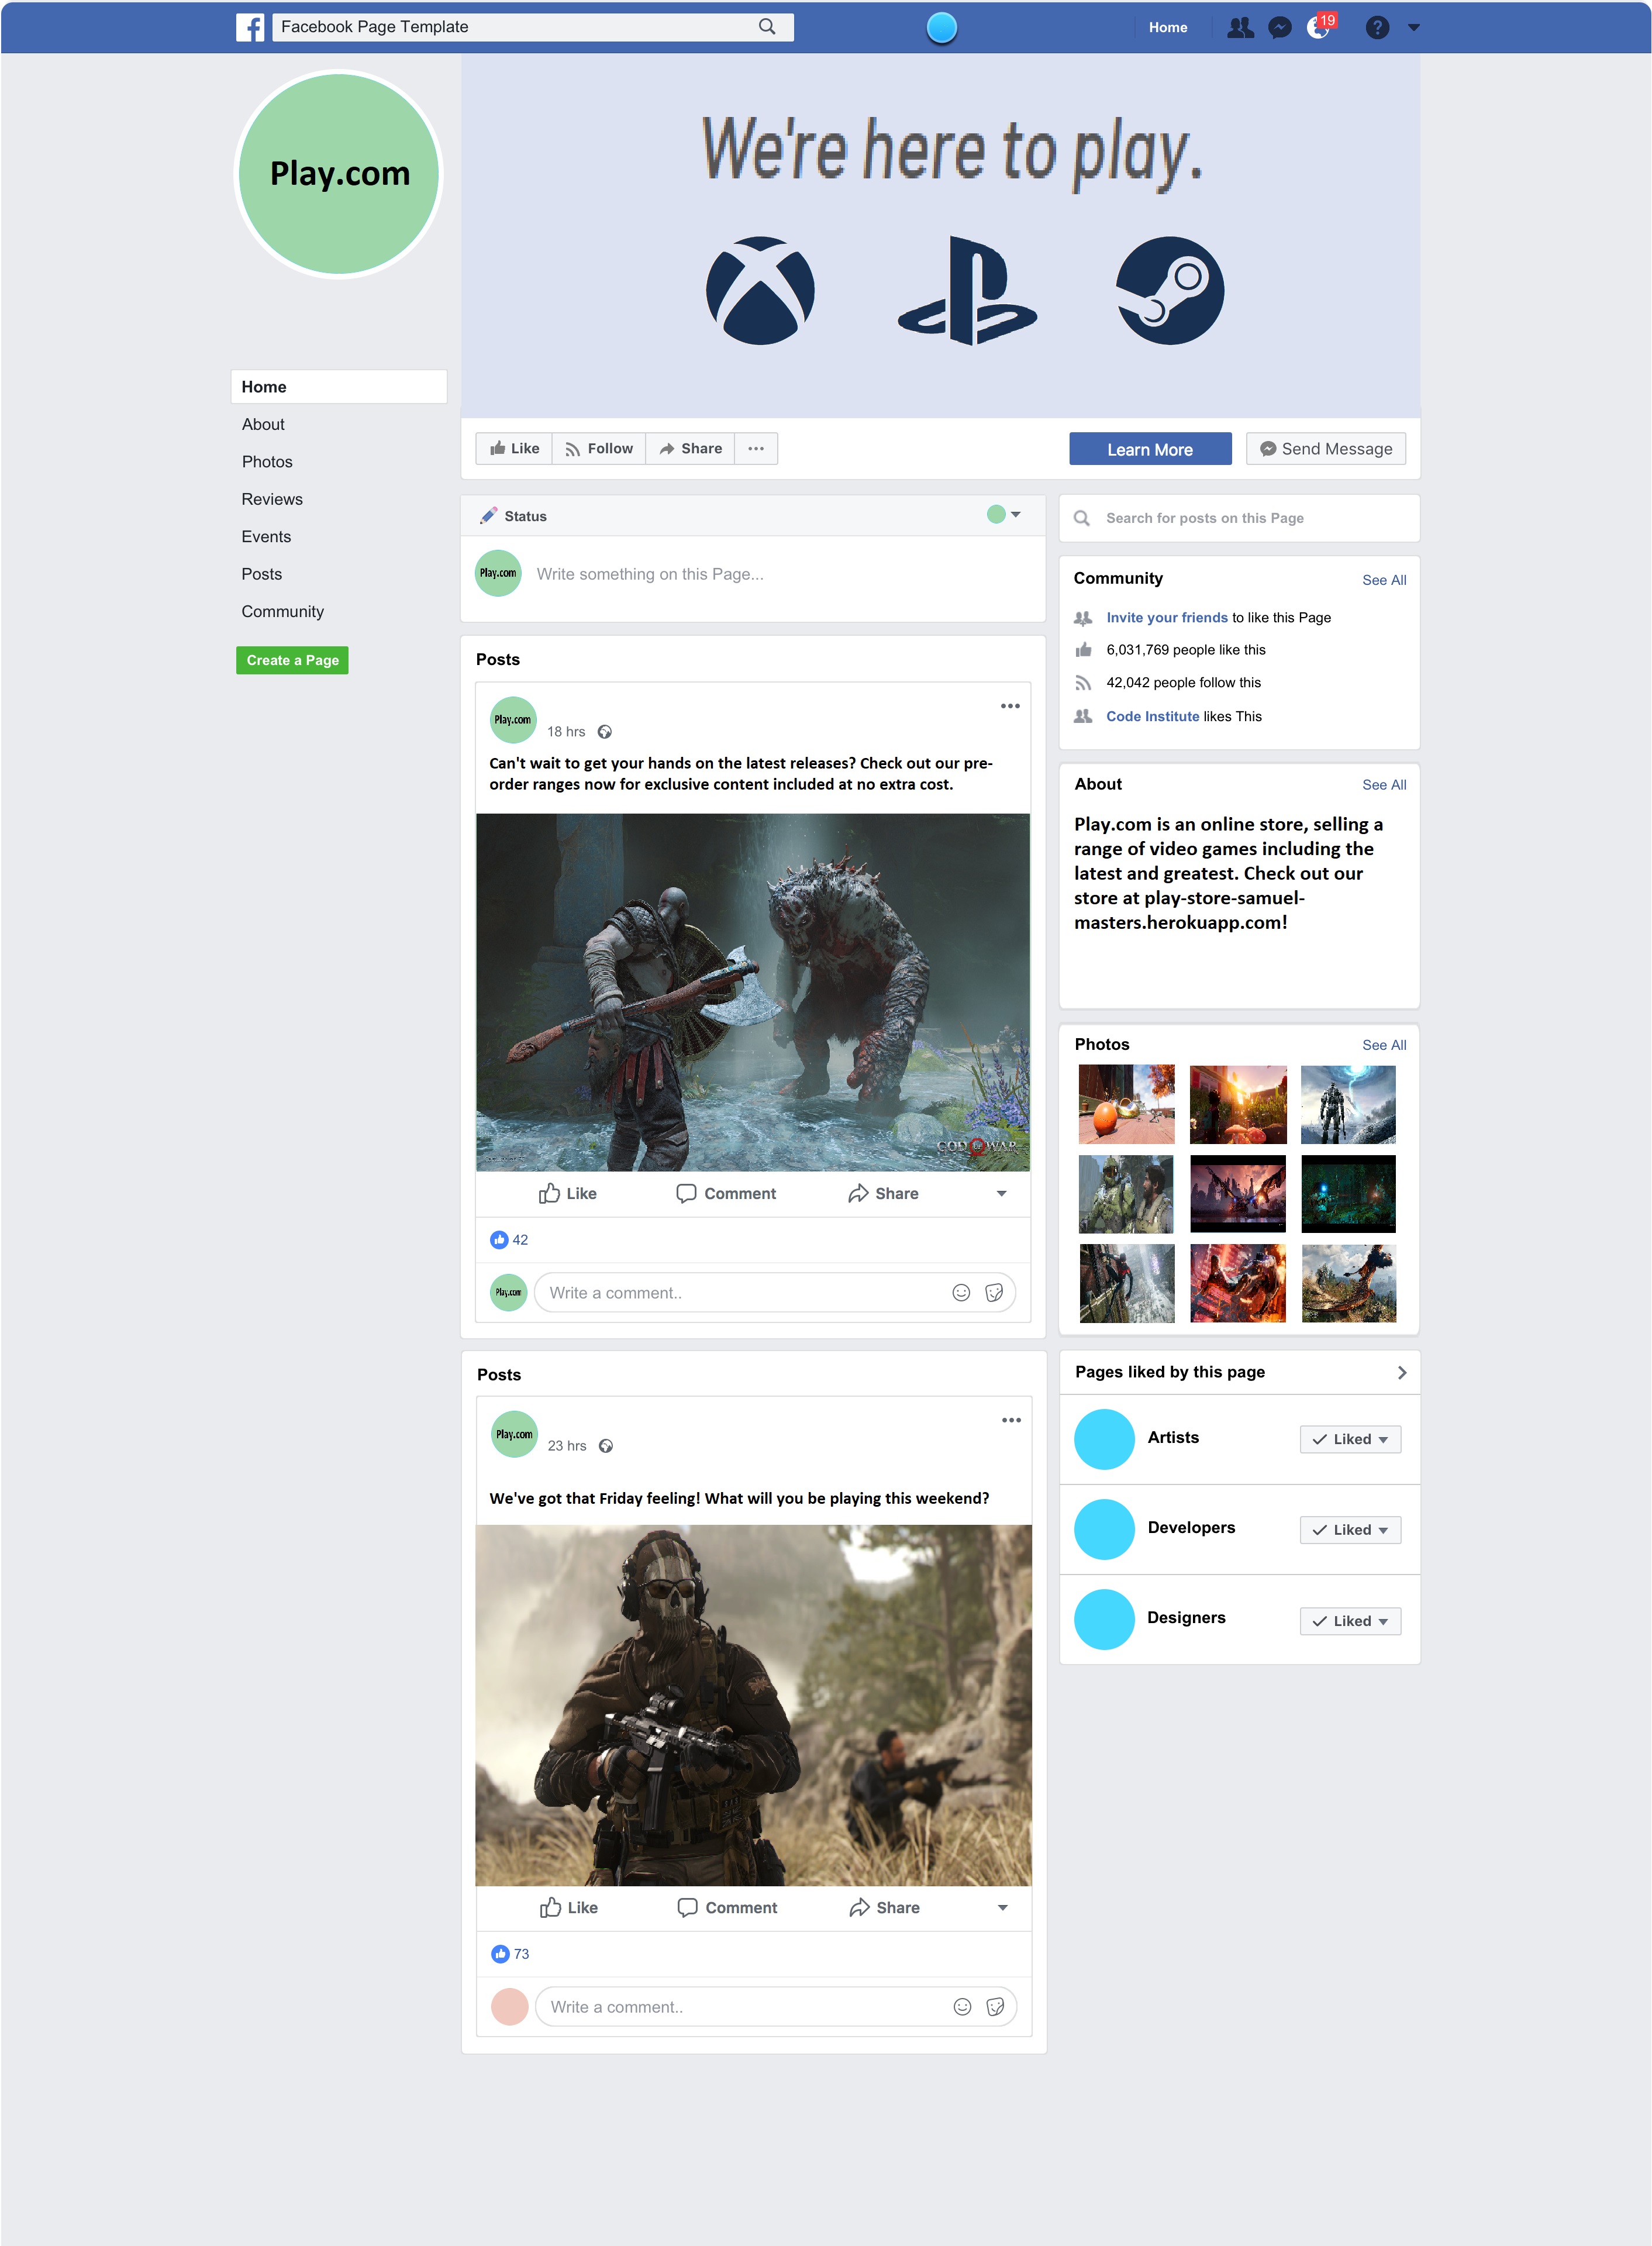 Facebook Page Template
Home
19
?
Play.com
We're here to play.
Home
About
Photos
Reviews
Events
Posts
Community
Create a Page
Like
Follow
Share
Learn More
Send Message
Status
Play.com
Write something on this Page...
Posts
Play.com
18 hrs
Can't wait to get your hands on the latest releases? Check out our pre-
order ranges now for exclusive content included at no extra cost.
GOD OF WAR
Like
Comment
Share
42
Play.com
Write a comment..
Posts
Play.com
23 hrs
We've got that Friday feeling! What will you be playing this weekend?
Like
Comment
Share
73
Write a comment..
Search for posts on this Page
Community
See All
Invite your friends to like this Page
6,031,769 people like this
42,042 people follow this
Code Institute likes This
About
See All
Play.com is an online store, selling a
range of video games including the
latest and greatest. Check out our
store at play-store-samuel-
masters.herokuapp.com!
Photos
See All
Pages liked by this page
Artists
Liked
Developers
Liked
Designers
Liked